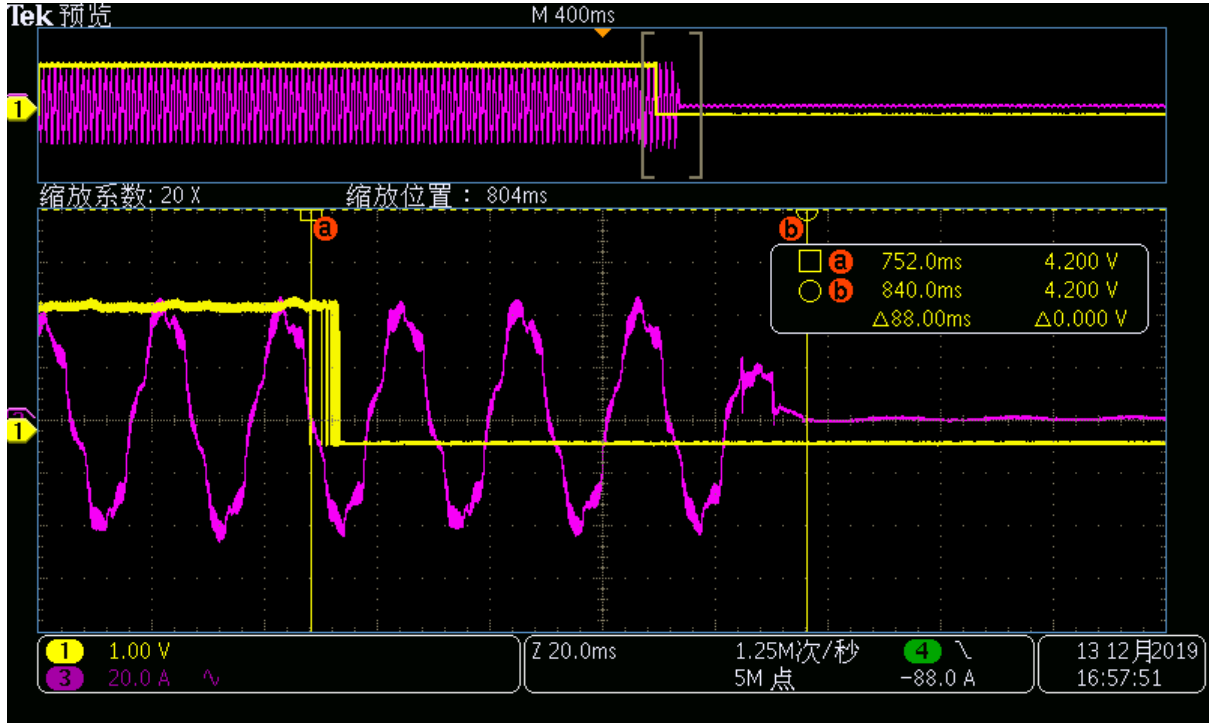 Tek 预览 M 400ms
1
缩放系数: 20 X 缩放位置： 804ms
a b
a 752.0ms 4.200 V
b 840.0ms 4.200 V
△88.00ms △0.000 V
1
1 1.00 V Z 20.0ms 1.25M次/秒 4 13 12月2019
3 20.0 A 5M 点 -88.0 A 16:57:51